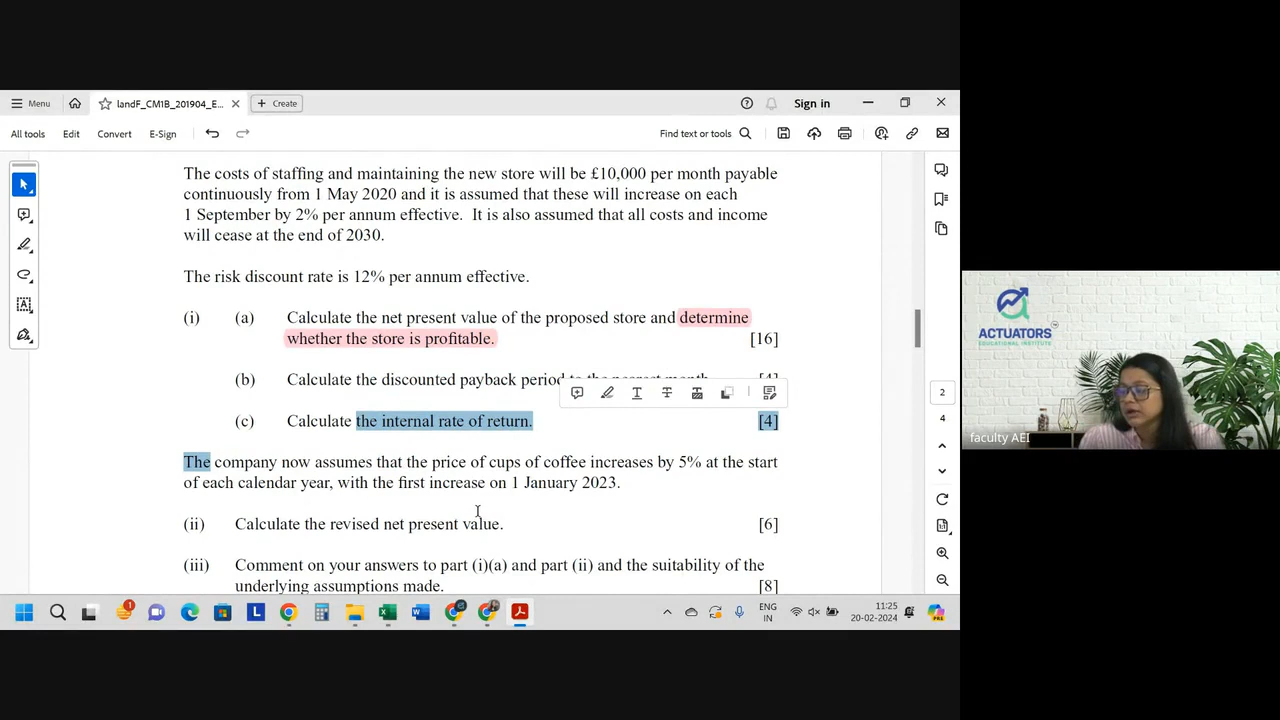 Menu
landF_CM1B_201904_E...
Create
Sign in
All tools
Edit
Convert
E-Sign
Find text or tools
The costs of staffing and maintaining the new store will be £10,000 per month payable
continuously from 1 May 2020 and it is assumed that these will increase on each
1 September by 2% per annum effective. It is also assumed that all costs and income
will cease at the end of 2030.
The risk discount rate is 12% per annum effective.
(i) (a) Calculate the net present value of the proposed store and determine
whether the store is profitable. [16]
(b) Calculate the discounted payback period to the nearest month. [4]
(c) Calculate the internal rate of return. [4]
The company now assumes that the price of cups of coffee increases by 5% at the start
of each calendar year, with the first increase on 1 January 2023.
(ii) Calculate the revised net present value. [6]
(iii) Comment on your answers to part (i)(a) and part (ii) and the suitability of the
underlying assumptions made. [8]
2
4
ENG
IN
11:25
20-02-2024
ACTUATORS
EDUCATIONAL INSTITUTE
faculty AEI